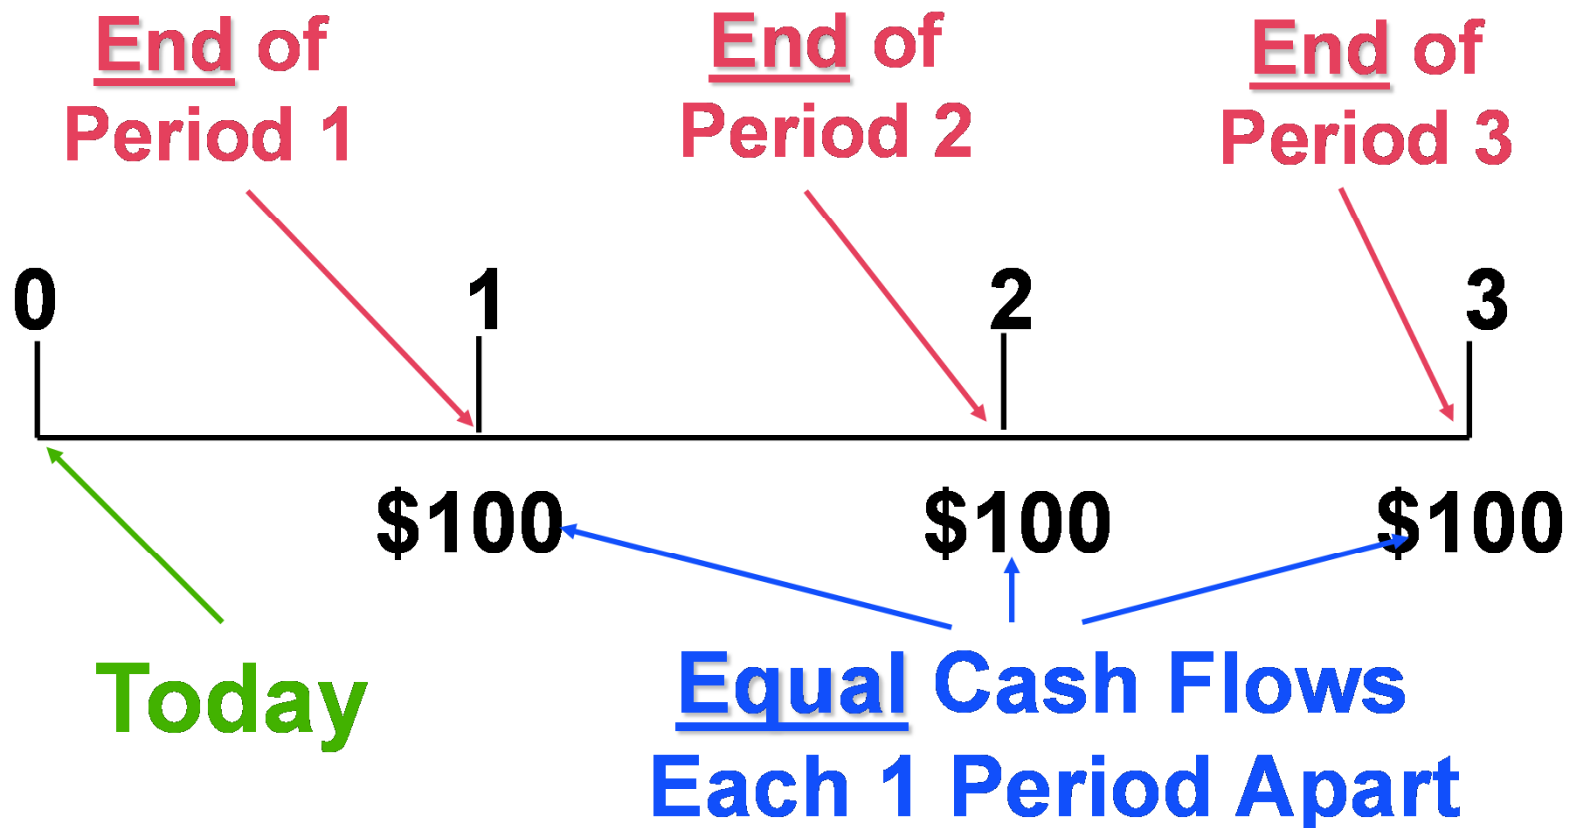 End of
Period 1
End of
Period 2
End of
Period 3
0
1
2
3
$100
$100
$100
Today
Equal Cash Flows
Each 1 Period Apart